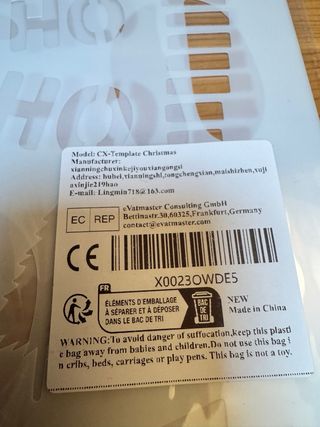 HO
HO
Model: CX-Template Christmas
Manufacturer:
xianningchuxinkejiyouxiangongsi
Address: hubei,xianningshi,tongchengxian,maishizhen,xuji
axinjie219hao
E-mail: Lingmin718@163.com
EC REP
eVatmaster Consulting GmbH
Bettinastr.30,60325,Frankfurt,Germany
contact@evatmaster.com
CE
X0023OWDE5
FR
ÉLÉMENTS D'EMBALLAGE
À SÉPARER ET À DÉPOSER
DANS LE BAC DE TRI
BAC
DE
TRI
NEW
Made in China
WARNING:To avoid danger of suffocation,keep this plasti
c bag away from babies and children.Do not use this bag i
n cribs, beds, carriages or play pens. This bag is not a toy.